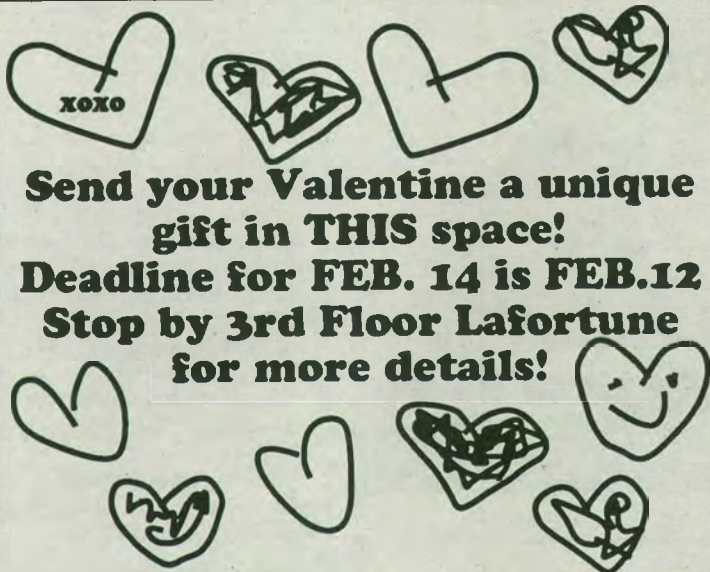 xoxo
Send your Valentine a unique
gift in THIS space!
Deadline for FEB. 14 is FEB.12
Stop by 3rd Floor Lafortune
for more details!